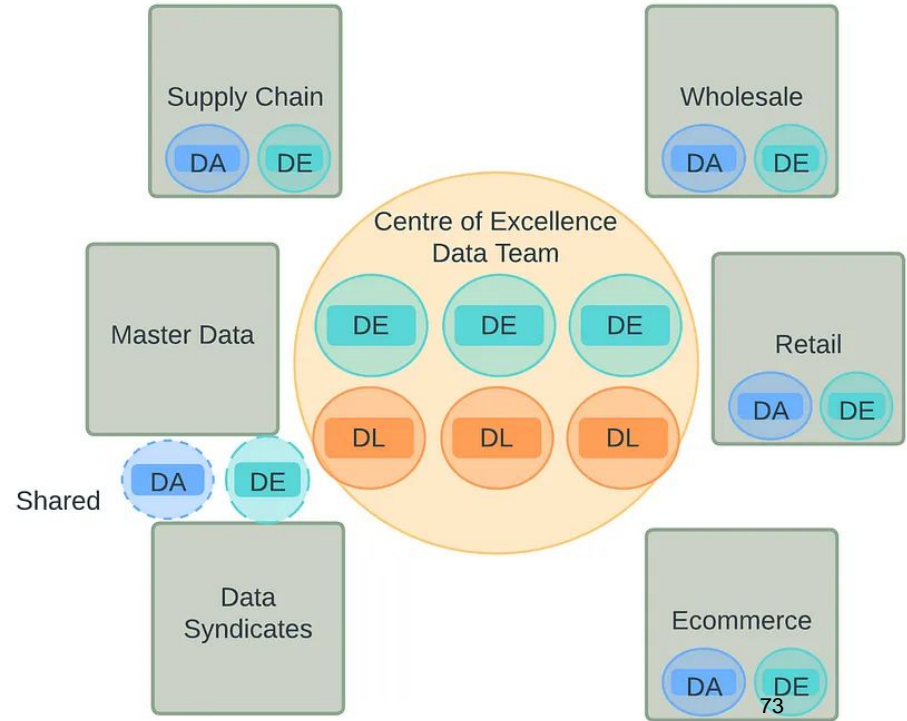 Supply Chain
DA DE
Wholesale
DA DE
Centre of Excellence
Data Team
DE DE DE
DL DL DL
Master Data
Retail
DA DE
Shared
DA DE
Data
Syndicates
Ecommerce
DA DE
73